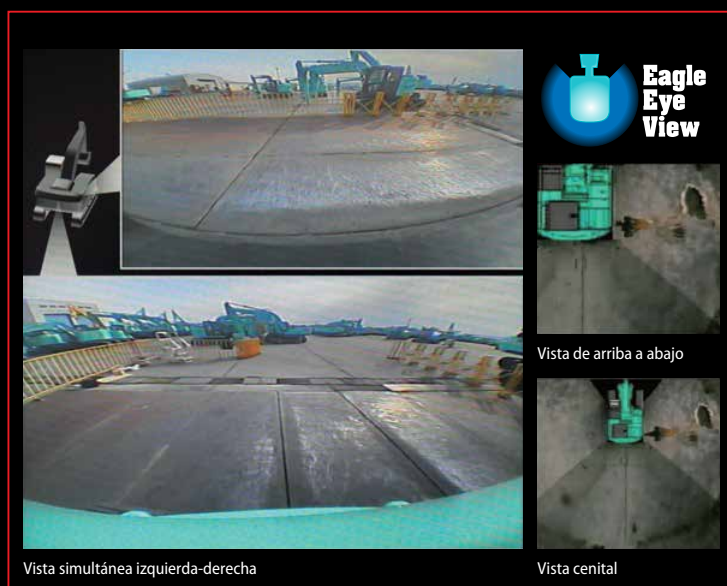 Eagle
Eye
View
Vista de arriba a abajo
Vista simultánea izquierda-derecha
Vista cenital